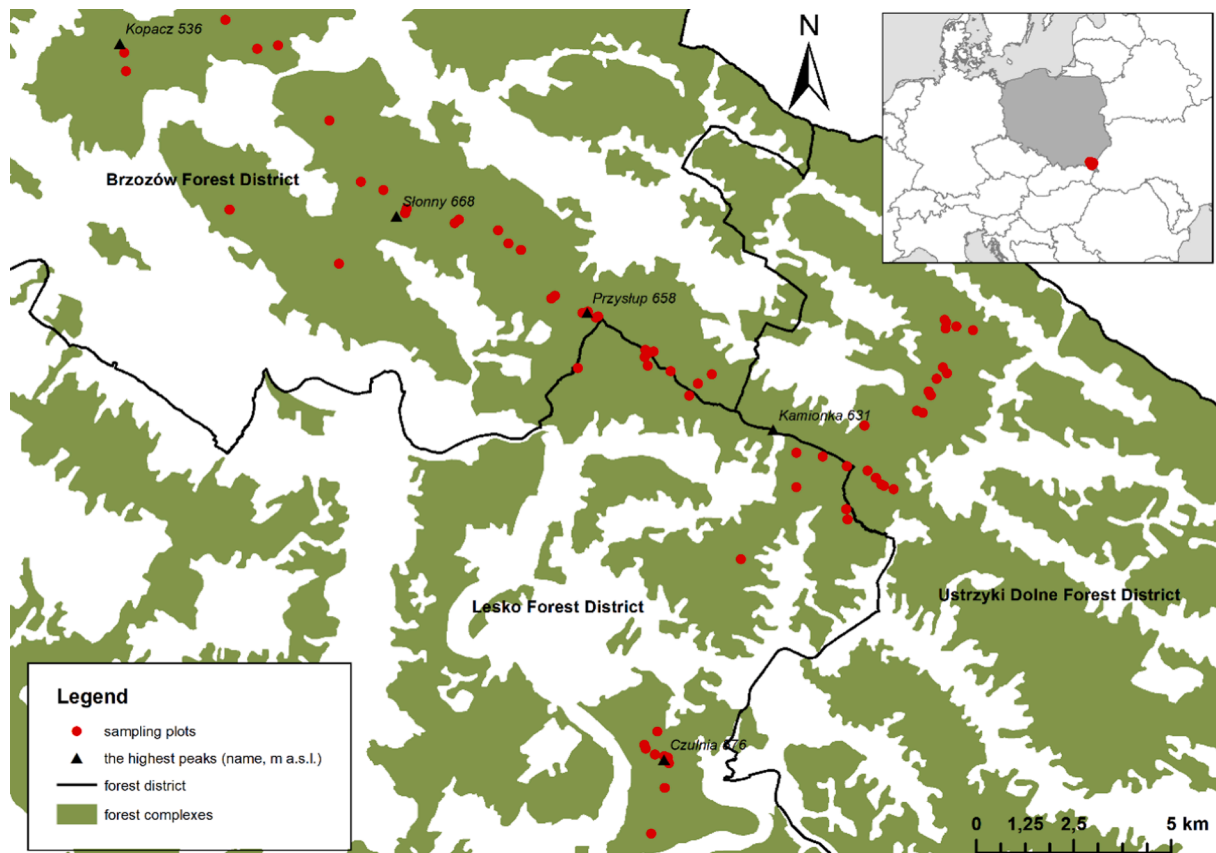 Kopacz 536
N
Brzozów Forest District
Słonny 668
Przysłup 658
Kamionka 631
Lesko Forest District
Ustrzyki Dolne Forest District
Czulnia 676
Legend
sampling plots
the highest peaks (name, m a.s.l.)
forest district
forest complexes
0 1,25 2,5 5 km